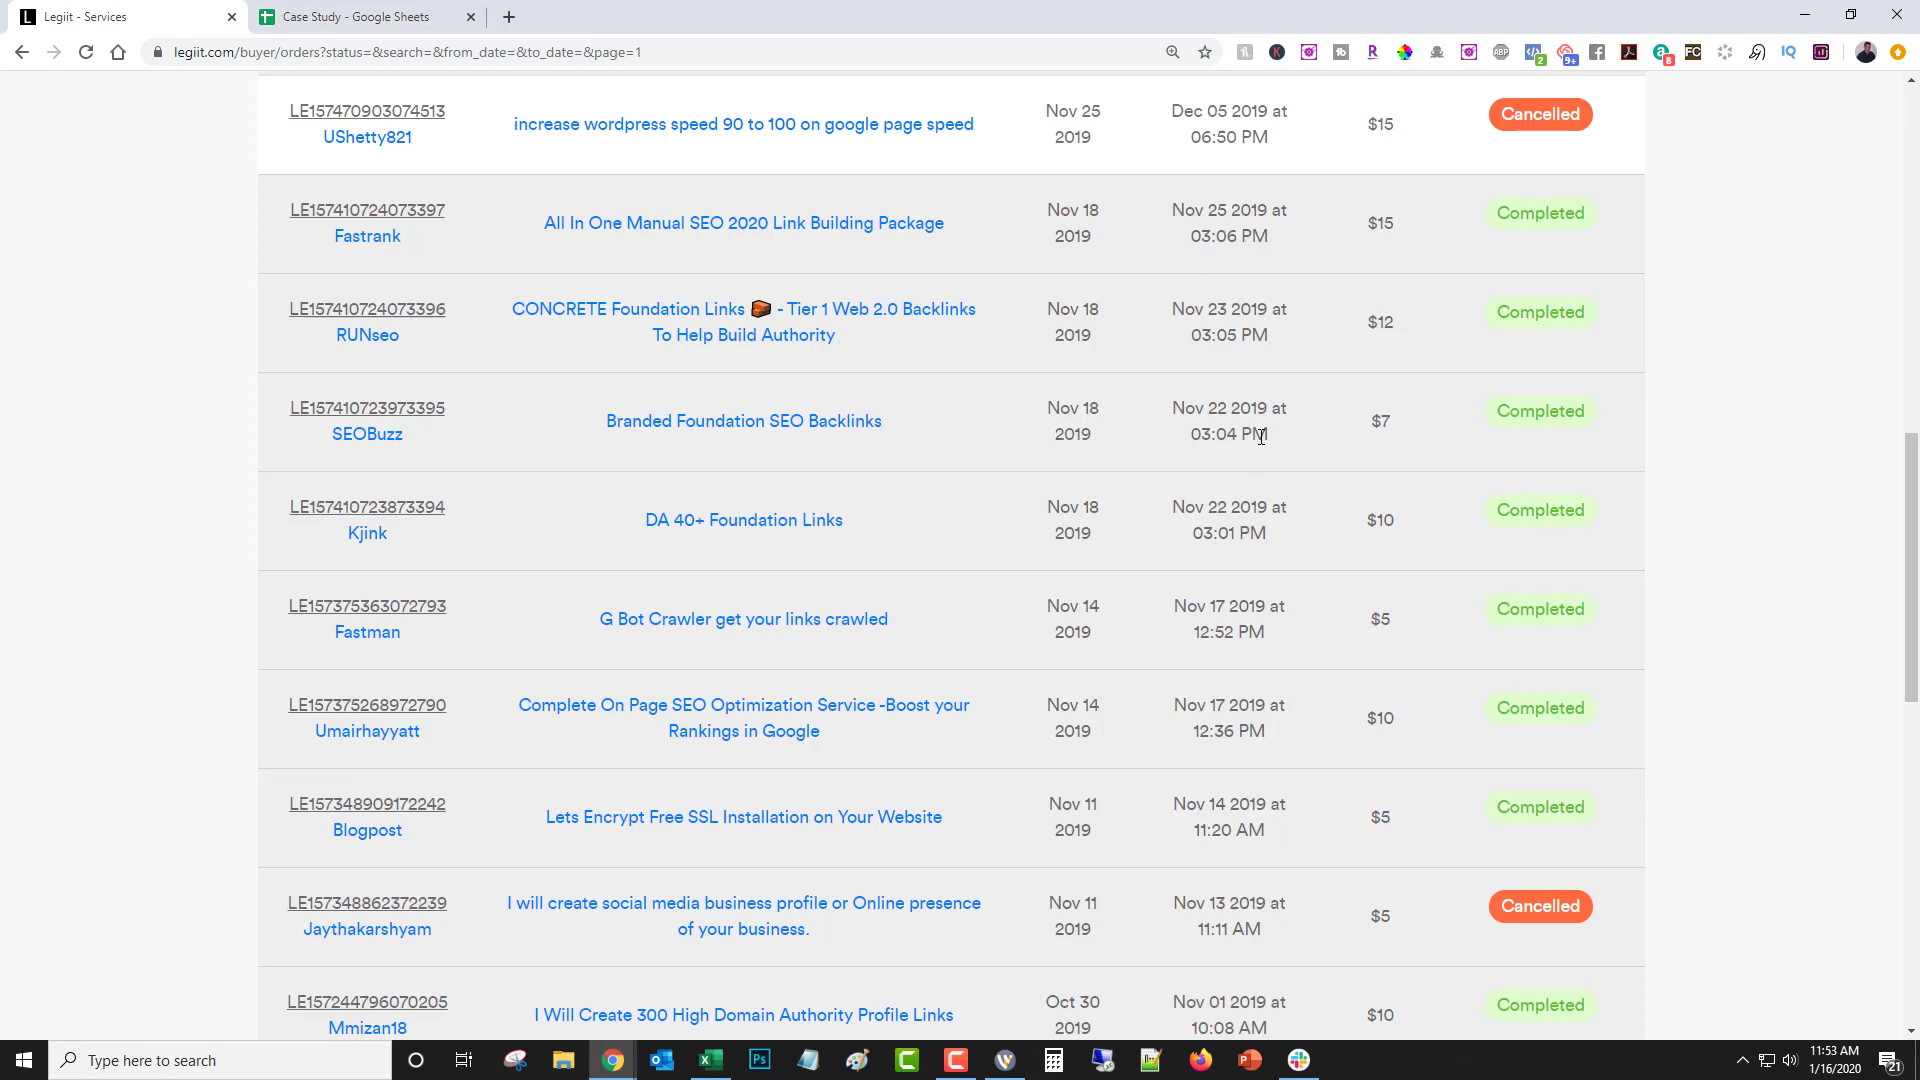 Legiit - Services
Case Study - Google Sheets
legiit.com/buyer/orders?status=&search=&from_date=&to_date=&page=1
LE157470903074513
UShetty821
increase wordpress speed 90 to 100 on google page speed
Nov 25
2019
Dec 05 2019 at
06:50 PM
$15
Cancelled
LE157410724073397
Fastrank
All In One Manual SEO 2020 Link Building Package
Nov 18
2019
Nov 25 2019 at
03:06 PM
$15
Completed
LE157410724073396
RUNseo
CONCRETE Foundation Links - Tier 1 Web 2.0 Backlinks
To Help Build Authority
Nov 18
2019
Nov 23 2019 at
03:05 PM
$12
Completed
LE157410723973395
SEOBuzz
Branded Foundation SEO Backlinks
Nov 18
2019
Nov 22 2019 at
03:04 PM
$7
Completed
LE157410723873394
Kjink
DA 40+ Foundation Links
Nov 18
2019
Nov 22 2019 at
03:01 PM
$10
Completed
LE157375363072793
Fastman
G Bot Crawler get your links crawled
Nov 14
2019
Nov 17 2019 at
12:52 PM
$5
Completed
LE157375268972790
Umairhayyatt
Complete On Page SEO Optimization Service -Boost your
Rankings in Google
Nov 14
2019
Nov 17 2019 at
12:36 PM
$10
Completed
LE157348909172242
Blogpost
Lets Encrypt Free SSL Installation on Your Website
Nov 11
2019
Nov 14 2019 at
11:20 AM
$5
Completed
LE157348862372239
Jaythakarshyam
I will create social media business profile or Online presence
of your business.
Nov 11
2019
Nov 13 2019 at
11:11 AM
$5
Cancelled
LE157244796070205
Mmizan18
I Will Create 300 High Domain Authority Profile Links
Oct 30
2019
Nov 01 2019 at
10:08 AM
$10
Completed
Type here to search
11:53 AM
1/16/2020
21